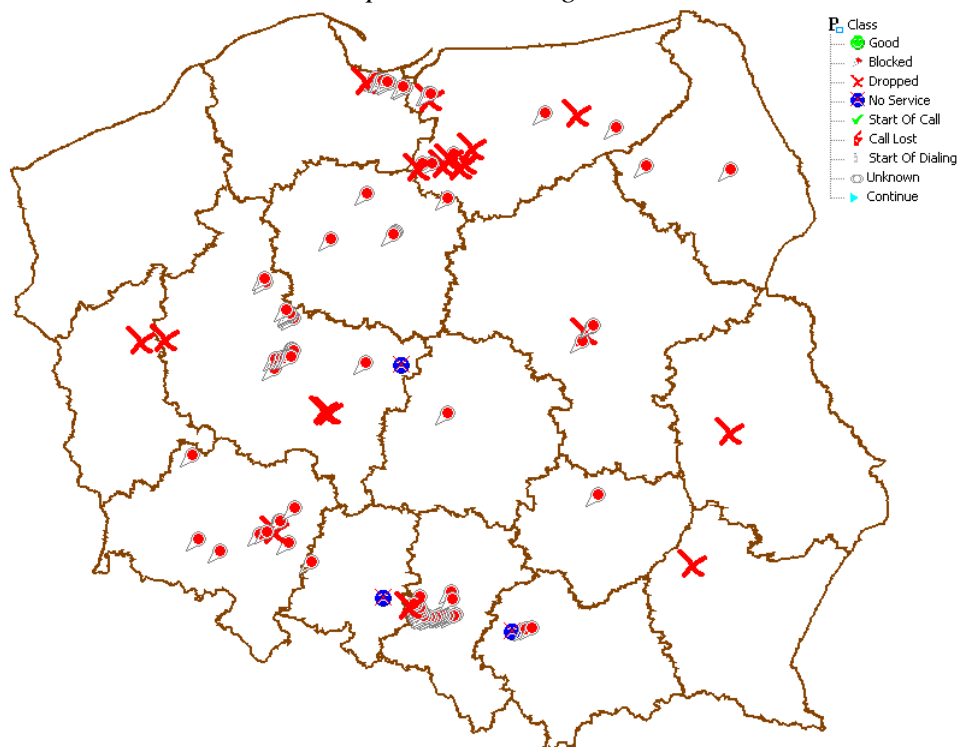 P Class
Good
Blocked
Dropped
No Service
Start Of Call
Call Lost
Start Of Dialing
Unknown
Continue